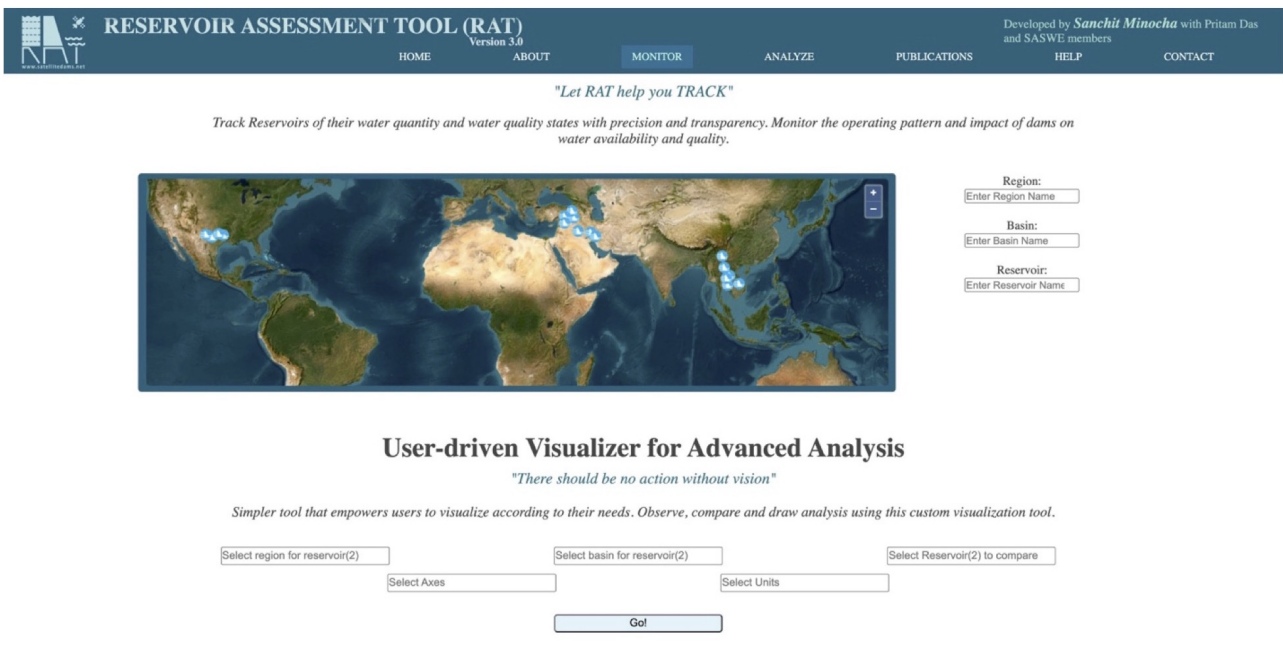 RESERVOIR ASSESSMENT TOOL (RAT)
Version 3.0
Developed by Sanchit Minocha with Pritam Das
and SASWE members
RAT
www.satellitedams.net
HOME ABOUT MONITOR ANALYZE PUBLICATIONS HELP CONTACT
"Let RAT help you TRACK"
Track Reservoirs of their water quantity and water quality states with precision and transparency. Monitor the operating pattern and impact of dams on
water availability and quality.
+
−
Region:
Enter Region Name
Basin:
Enter Basin Name
Reservoir:
Enter Reservoir Name
User-driven Visualizer for Advanced Analysis
"There should be no action without vision"
Simpler tool that empowers users to visualize according to their needs. Observe, compare and draw analysis using this custom visualization tool.
Select region for reservoir(2) Select basin for reservoir(2) Select Reservoir(2) to compare
Select Axes Select Units
Go!